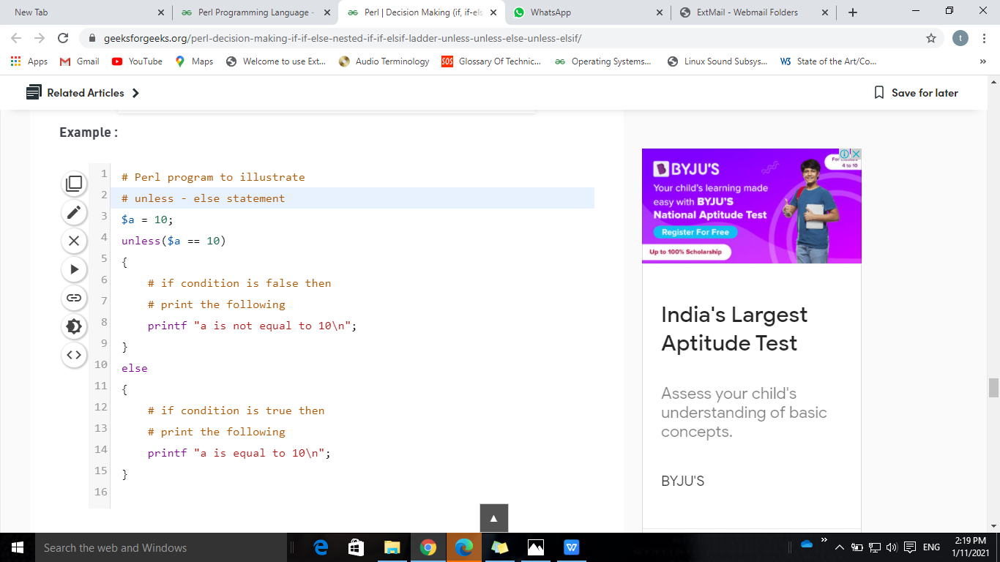 New Tab
Perl Programming Language -
Perl | Decision Making (if, if-els
WhatsApp
ExtMail - Webmail Folders
geeksforgeeks.org/perl-decision-making-if-if-else-nested-if-if-elsif-ladder-unless-unless-else-unless-elsif/
t
Apps
Gmail
YouTube
Maps
Welcome to use Ext...
Audio Terminology
SOS
Glossary Of Technic...
Operating Systems...
Linux Sound Subsys...
W3
State of the Art/Co...
»
Related Articles
Save for later
Example :
1 # Perl program to illustrate
2 # unless - else statement
3 $a = 10;
4 unless($a == 10)
5 {
6 # if condition is false then
7 # print the following
8 printf "a is not equal to 10\n";
9 }
10 else
11 {
12 # if condition is true then
13 # print the following
14 printf "a is equal to 10\n";
15 }
16
BYJU'S
For
4 to 10
Your child's learning made
easy with BYJU'S
National Aptitude Test
Register For Free
Up to 100% Scholarship
India's Largest
Aptitude Test
Assess your child's
understanding of basic
concepts.
BYJU'S
Search the web and Windows
ENG
2:19 PM
1/11/2021